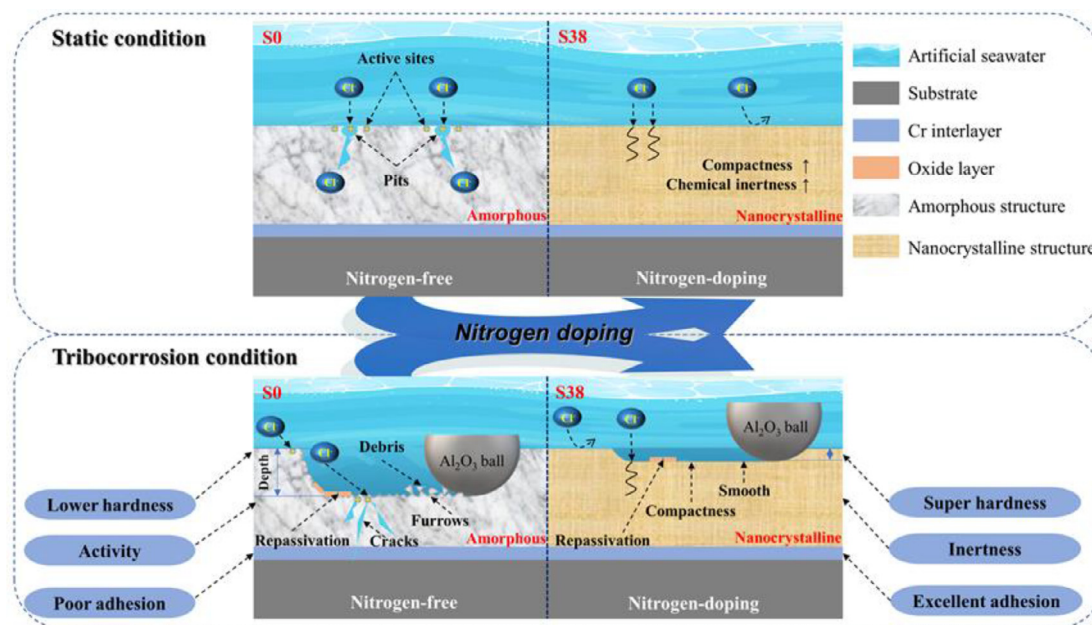 Static condition
S0
Active sites
Cl⁻
Cl⁻
Pits
Cl⁻
Cl⁻
Amorphous
Nitrogen-free
S38
Cl⁻
Cl⁻
Compactness ↑
Chemical inertness ↑
Nanocrystalline
Nitrogen-doping
Artificial seawater
Substrate
Cr interlayer
Oxide layer
Amorphous structure
Nanocrystalline structure
Nitrogen doping
Tribocorrosion condition
S0
Cl⁻
Cl⁻
Debris
Al₂O₃ ball
Depth
Furrows
Repassivation
Cracks
Amorphous
Nitrogen-free
S38
Cl⁻
Cl⁻
Al₂O₃ ball
Smooth
Compactness
Repassivation
Nanocrystalline
Nitrogen-doping
Lower hardness
Activity
Poor adhesion
Super hardness
Inertness
Excellent adhesion